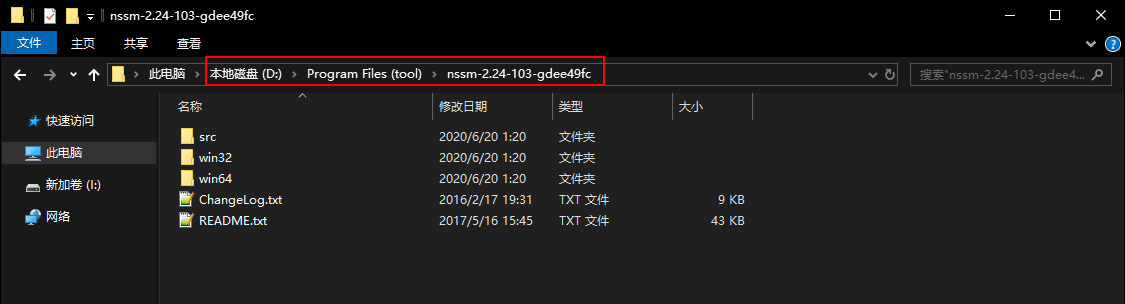 nssm-2.24-103-gdee49fc
文件 主页 共享 查看
此电脑 本地磁盘 (D:) Program Files (tool) nssm-2.24-103-gdee49fc 搜索"nssm-2.24-103-gdee4...
名称 修改日期 类型 大小
快速访问
此电脑
新加卷 (I:)
网络
src 2020/6/20 1:20 文件夹
win32 2020/6/20 1:20 文件夹
win64 2020/6/20 1:20 文件夹
ChangeLog.txt 2016/2/17 19:31 TXT 文件 9 KB
README.txt 2017/5/16 15:45 TXT 文件 43 KB